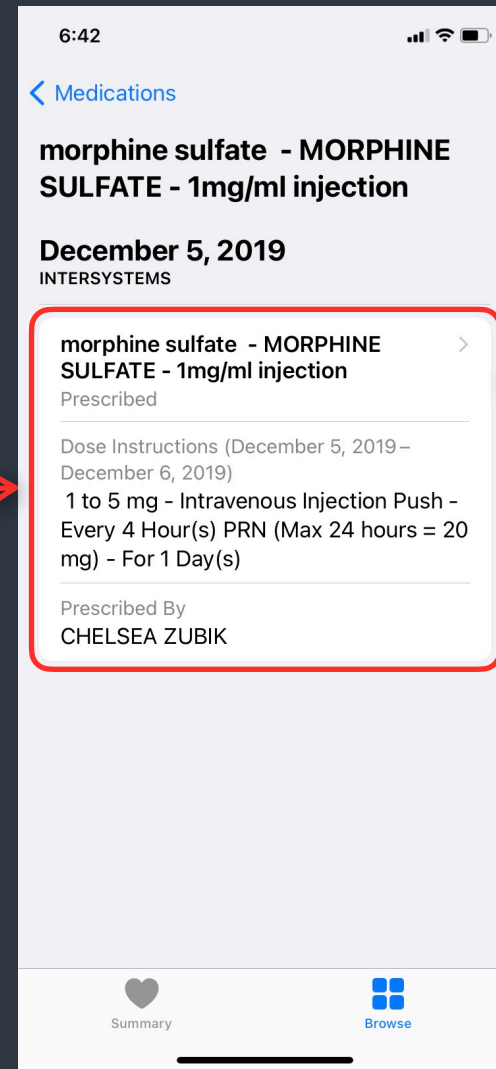 6:42
Medications
morphine sulfate - MORPHINE
SULFATE - 1mg/ml injection
December 5, 2019
INTERSYSTEMS
morphine sulfate - MORPHINE
SULFATE - 1mg/ml injection
Prescribed
Dose Instructions (December 5, 2019–
December 6, 2019)
1 to 5 mg - Intravenous Injection Push -
Every 4 Hour(s) PRN (Max 24 hours = 20
mg) - For 1 Day(s)
Prescribed By
CHELSEA ZUBIK
Summary
Browse